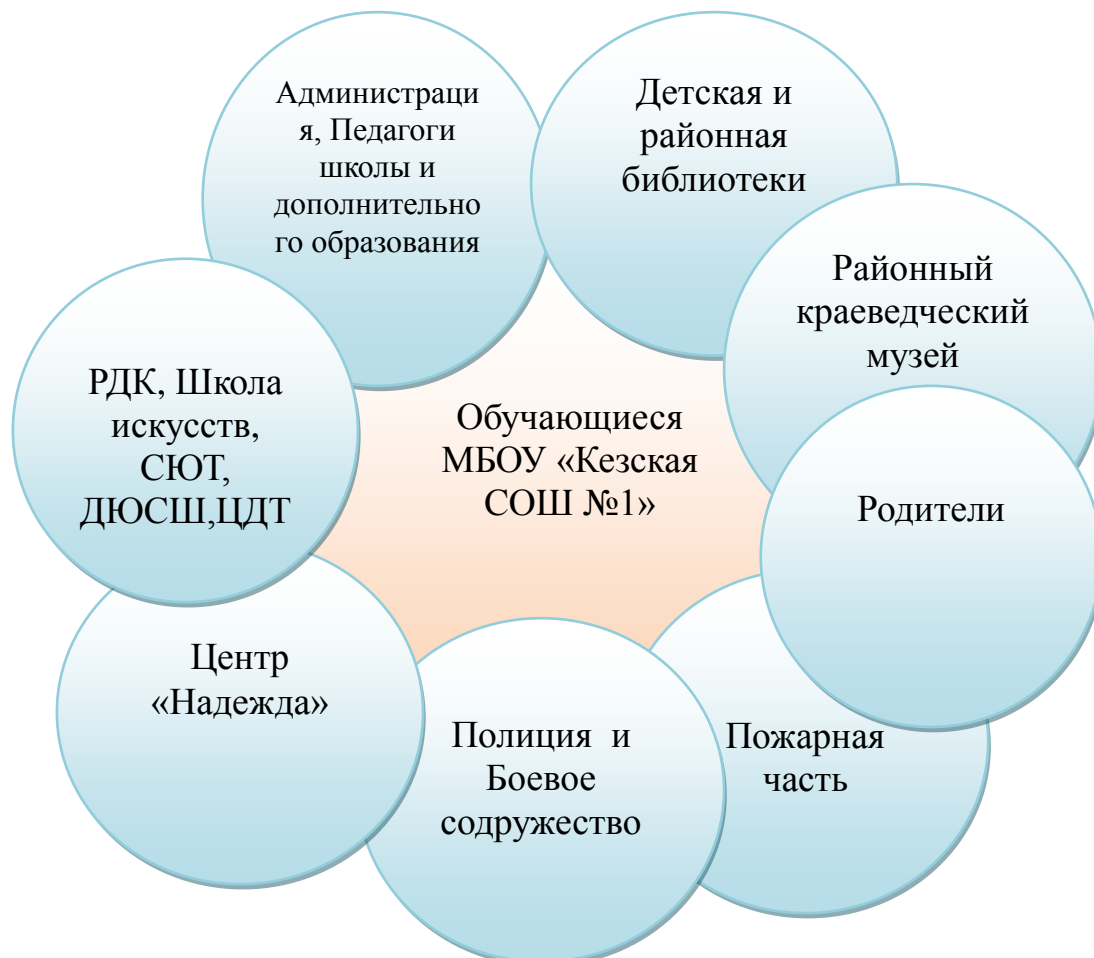 Администраци
я, Педагоги
школы и
дополнительно
го образования
Детская и
районная
библиотеки
Районный
краеведческий
музей
РДК, Школа
искусств,
СЮТ,
ДЮСШ,ЦДТ
Обучающиеся
МБОУ «Кезская
СОШ №1»
Родители
Центр
«Надежда»
Полиция и
Боевое
содружество
Пожарная
часть